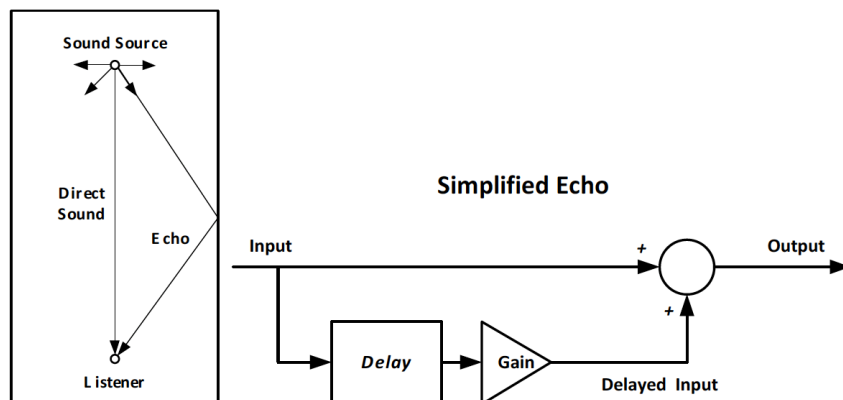 Sound Source
Direct
Sound
Echo
Listener
Simplified Echo
Input
+
Output
+
Delay
Gain
Delayed Input